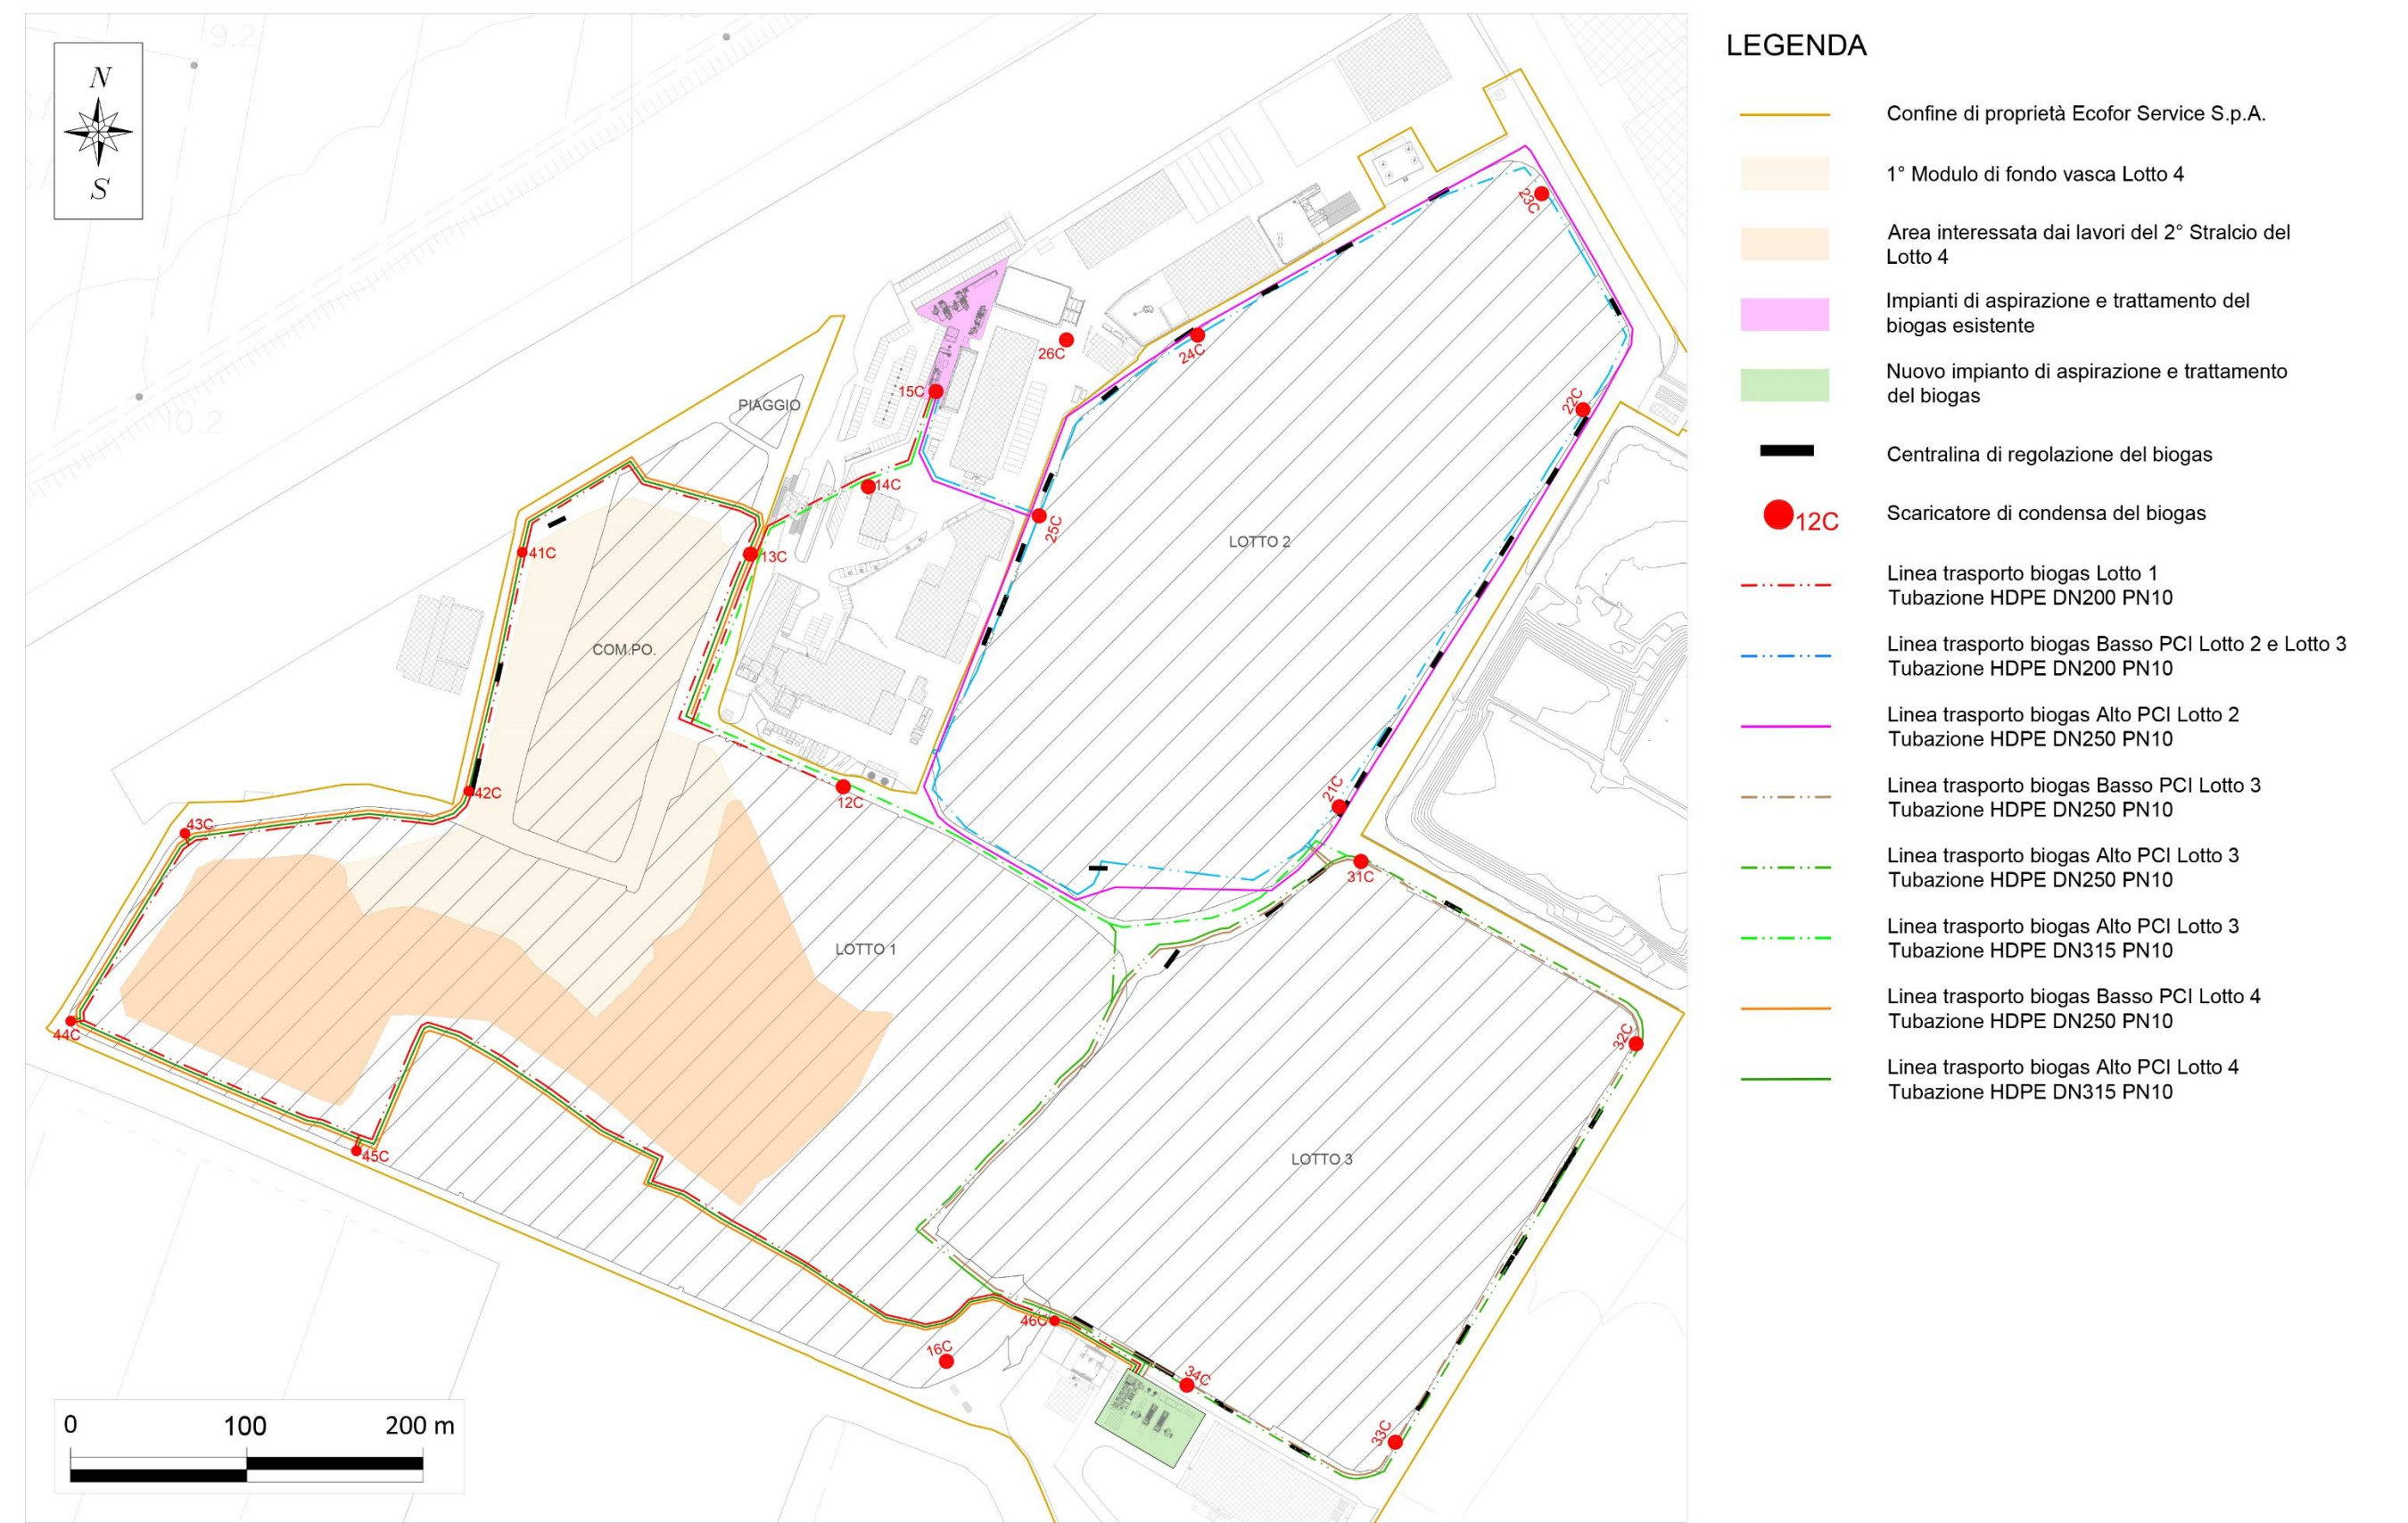 9.2
N
S
10.2
PIAGGIO
15C
26C
14C
24C
23C
22C
25C
LOTTO 2
41C
13C
COM.PO.
42C
43C
12C
21C
31C
LOTTO 1
44C
32C
45C
LOTTO 3
46C
16C
34C
33C
0 100 200 m
LEGENDA
Confine di proprietà Ecofor Service S.p.A.
1° Modulo di fondo vasca Lotto 4
Area interessata dai lavori del 2° Stralcio del
Lotto 4
Impianti di aspirazione e trattamento del
biogas esistente
Nuovo impianto di aspirazione e trattamento
del biogas
Centralina di regolazione del biogas
12C Scaricatore di condensa del biogas
Linea trasporto biogas Lotto 1
Tubazione HDPE DN200 PN10
Linea trasporto biogas Basso PCI Lotto 2 e Lotto 3
Tubazione HDPE DN200 PN10
Linea trasporto biogas Alto PCI Lotto 2
Tubazione HDPE DN250 PN10
Linea trasporto biogas Basso PCI Lotto 3
Tubazione HDPE DN250 PN10
Linea trasporto biogas Alto PCI Lotto 3
Tubazione HDPE DN250 PN10
Linea trasporto biogas Alto PCI Lotto 3
Tubazione HDPE DN315 PN10
Linea trasporto biogas Basso PCI Lotto 4
Tubazione HDPE DN250 PN10
Linea trasporto biogas Alto PCI Lotto 4
Tubazione HDPE DN315 PN10